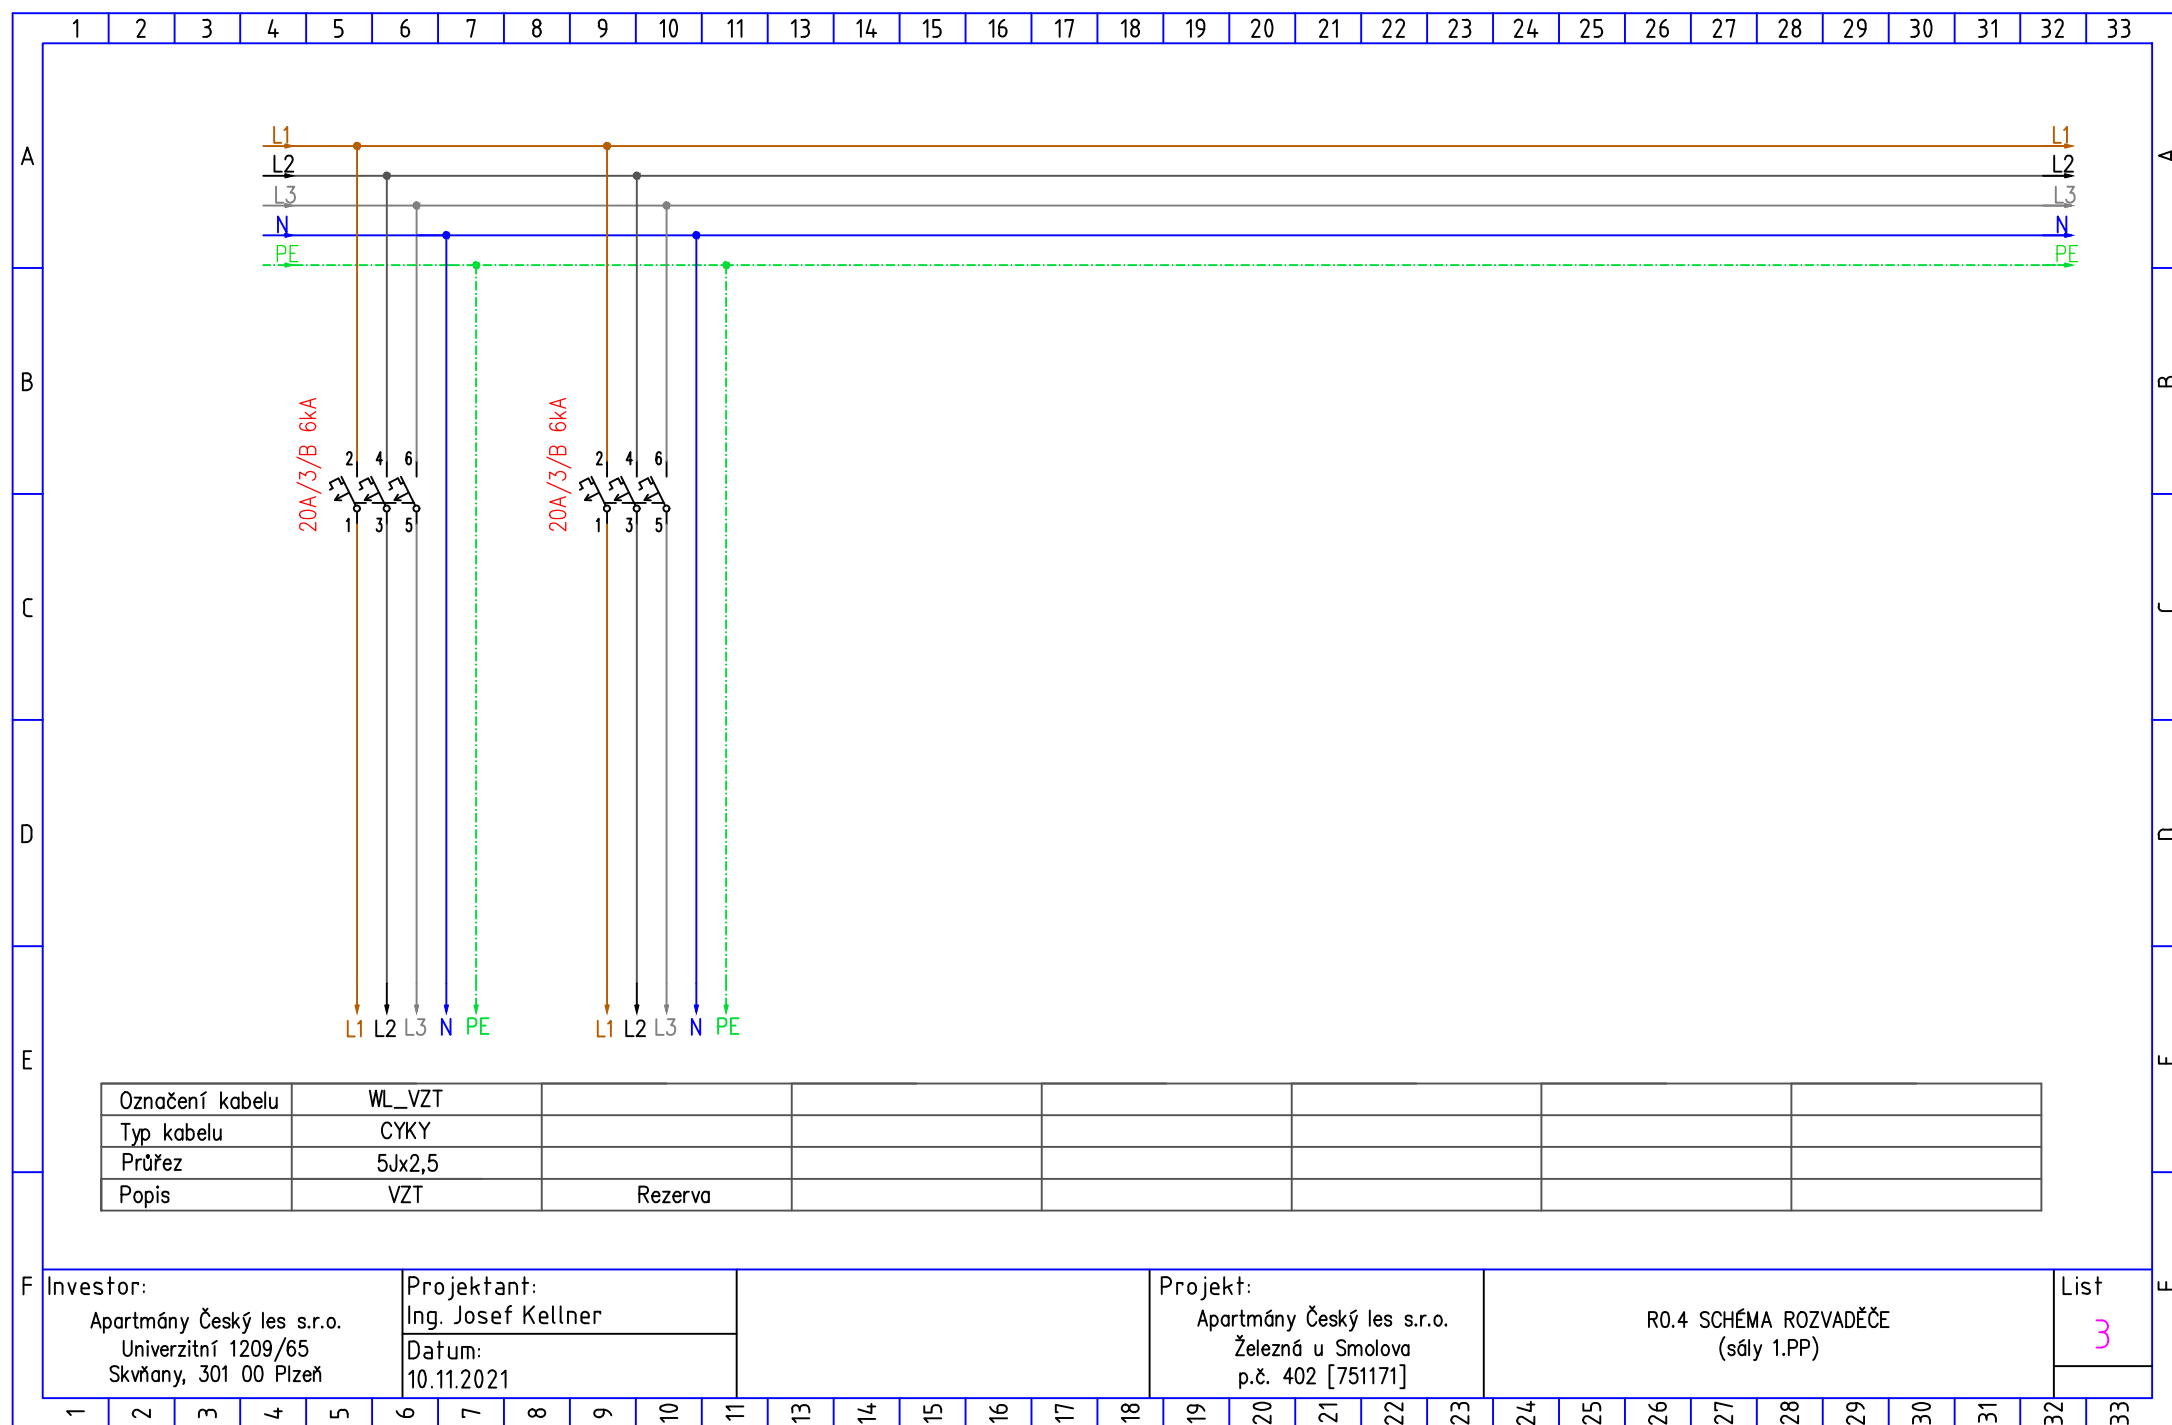 1 2 3 4 5 6 7 8 9 10 11 13 14 15 16 17 18 19 20 21 22 23 24 25 26 27 28 29 30 31 32 33
L1 L1
A A
L2 L2
L3 L3
N N
PE PE
B B
20A/3/B 6kA 20A/3/B 6kA
2 4 6 2 4 6
1 3 5 1 3 5
C C
D D
L1 L2 L3 N PE L1 L2 L3 N PE
E E
Označení kabelu WL_VZT
Typ kabelu CYKY
Průřez 5Jx2,5
Popis VZT Rezerva
F F
Investor:
Apartmány Český les s.r.o.
Univerzitní 1209/65
Skvňany, 301 00 Plzeň
Projektant:
Ing. Josef Kellner
Datum:
10.11.2021
Projekt:
Apartmány Český les s.r.o.
Železná u Smolova
p.č. 402 [751171]
R0.4 SCHÉMA ROZVADĚČE
(sály 1.PP)
List
3
1 2 3 4 5 6 7 8 9 10 11 13 14 15 16 17 18 19 20 21 22 23 24 25 26 27 28 29 30 31 32 33